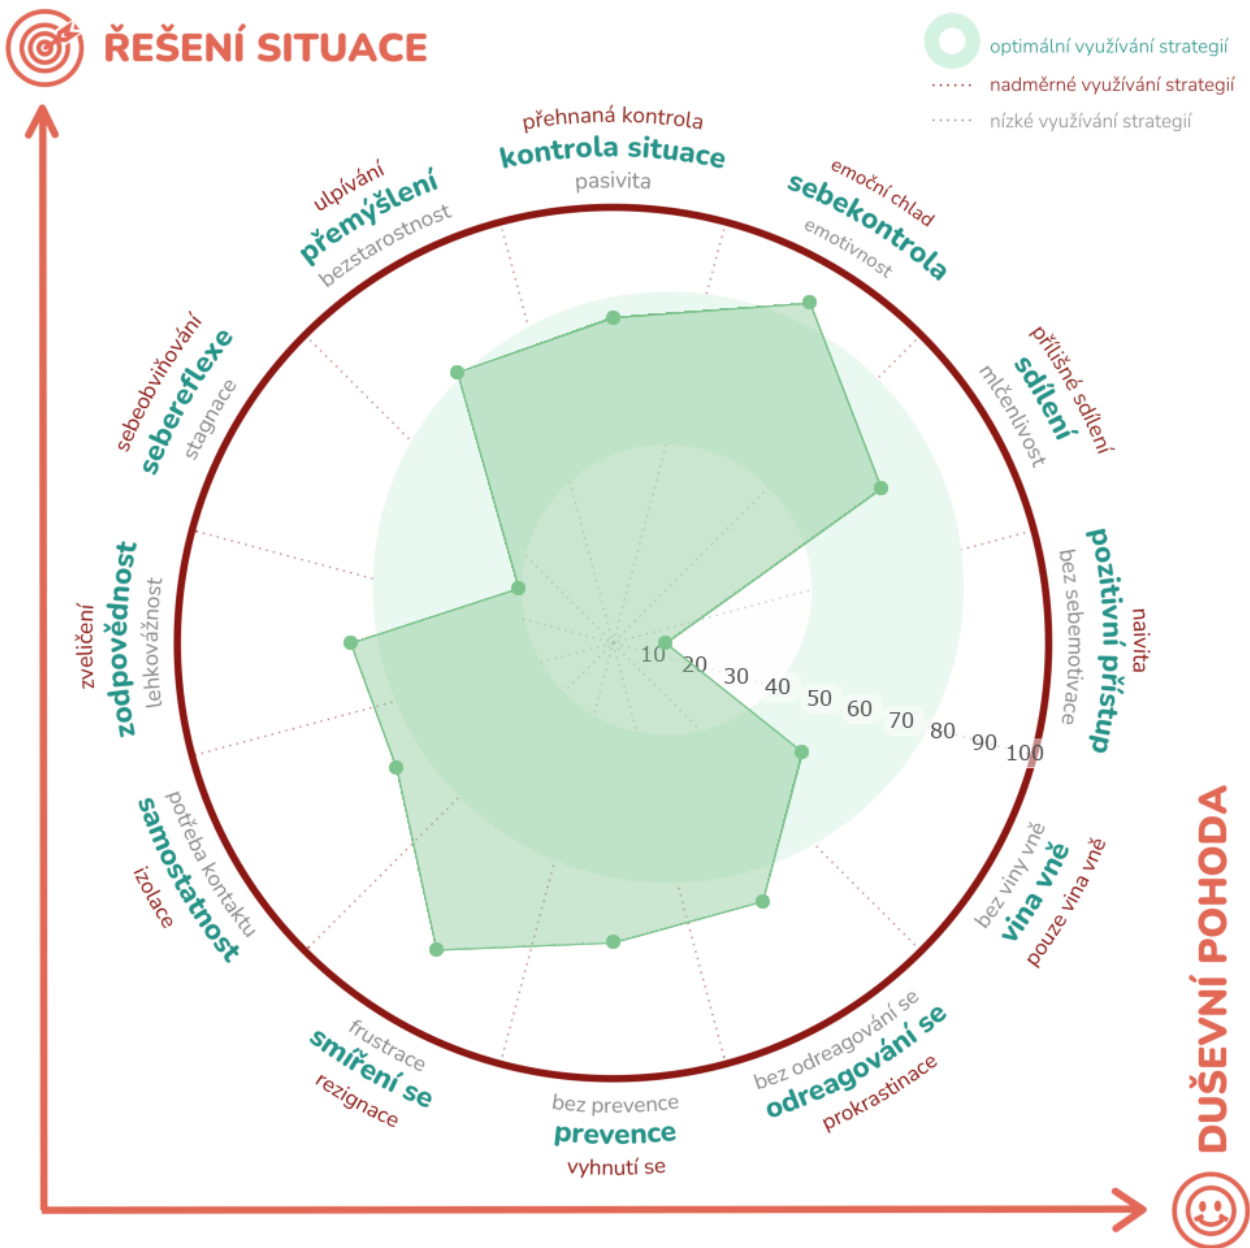 ŘEŠENÍ SITUACE
optimální využívání strategií
nadměrné využívání strategií
nízké využívání strategií
přehnaná kontrola
kontrola situace
pasivita
emoční chlad
sebekontrola
emotivnost
přílišné sdílení
sdílení
mlčenlivost
naivita
pozitivní přístup
bez sebemotivace
bez viny vně
vina vně
pouze vina vně
bez odreagování se
odreagování se
prokrastinace
bez prevence
prevence
vyhnutí se
frustrace
smíření se
rezignace
potřeba kontaktu
samostatnost
izolace
zveličení
zodpovědnost
lehkovážnost
sebeobviňování
sebereflexe
stagnace
ulpívání
přemýšlení
bezstarostnost
10
20
30
40
50
60
70
80
90
100
DUŠEVNÍ POHODA